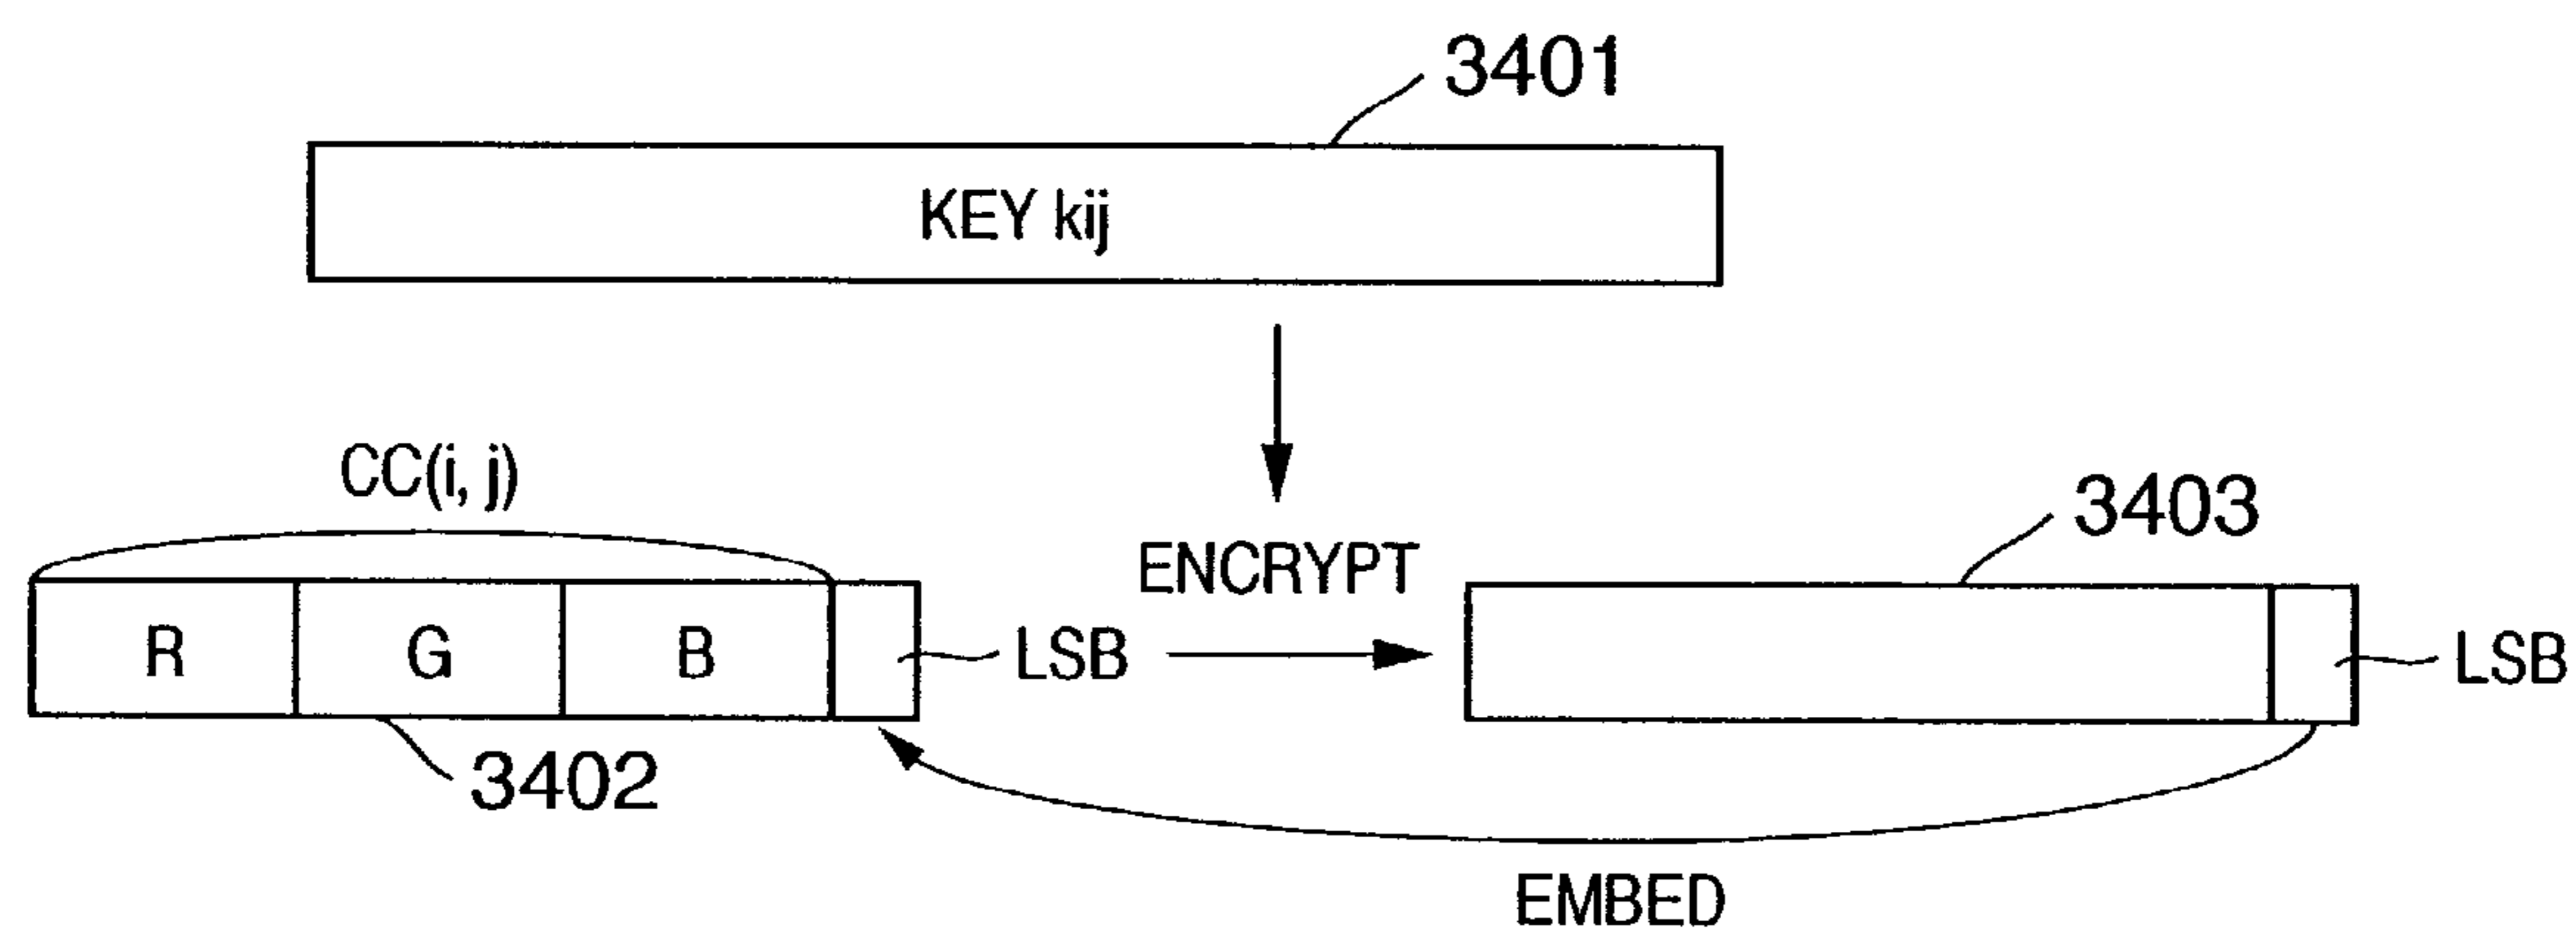 3401
KEY kij
CC(i, j)
3403
ENCRYPT
R G B LSB LSB
3402
EMBED